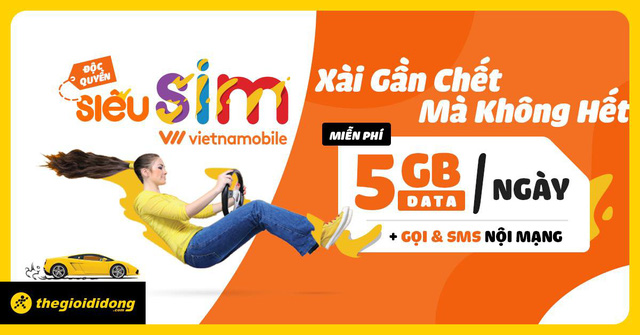 ĐỘC
QUYỀN
SIÊU sim
vietnamobile
Xài Gần Chết
Mà Không Hết
MIỄN PHÍ
5 GB DATA / NGÀY
+ GỌI & SMS NỘI MẠNG
thegioididong
.com